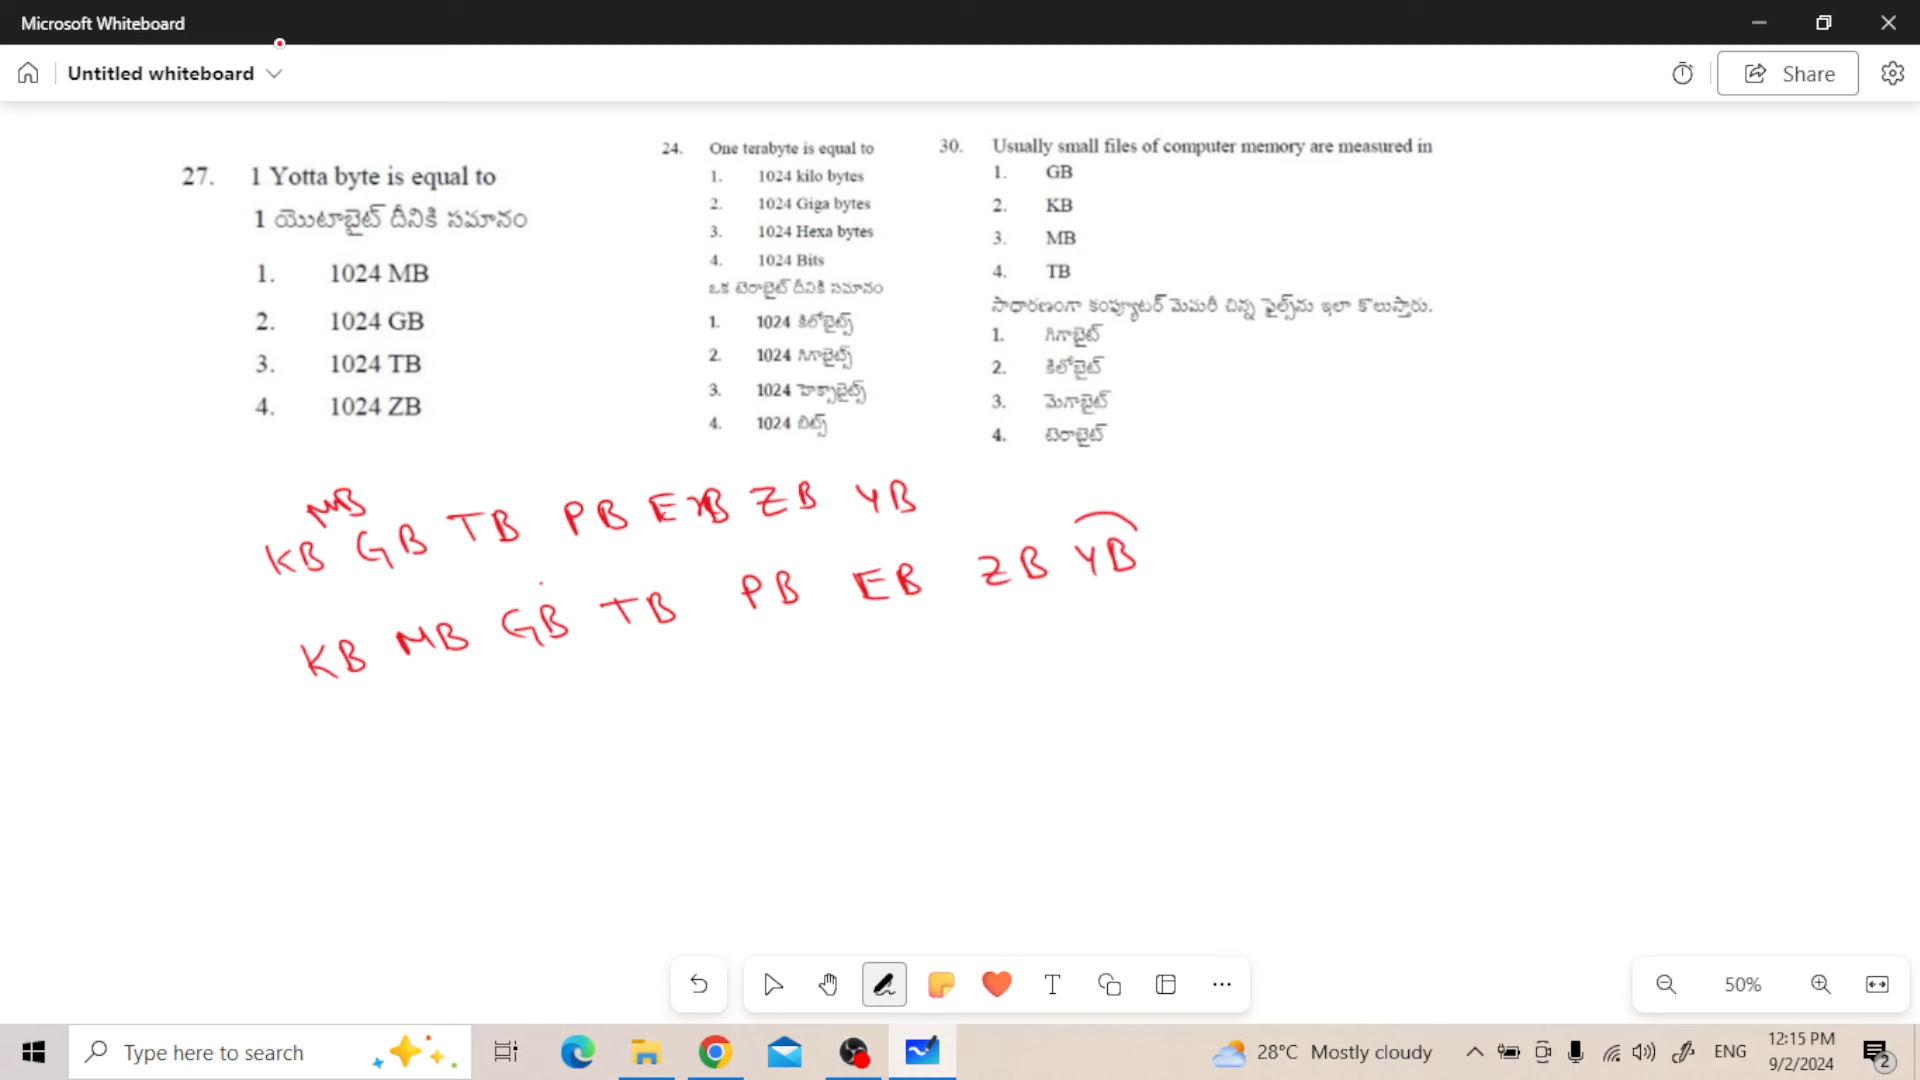 Microsoft Whiteboard
Untitled whiteboard
Share
27. 1 Yotta byte is equal to
1 యొటాబైట్ దీనికి సమానం
1. 1024 MB
2. 1024 GB
3. 1024 TB
4. 1024 ZB
24. One terabyte is equal to
1. 1024 kilo bytes
2. 1024 Giga bytes
3. 1024 Hexa bytes
4. 1024 Bits
ఒక టెరాబైట్ దీనికి సమానం
1. 1024 కిలోబైట్స్
2. 1024 గిగాబైట్స్
3. 1024 హెక్సాబైట్స్
4. 1024 బిట్స్
30. Usually small files of computer memory are measured in
1. GB
2. KB
3. MB
4. TB
సాధారణంగా కంప్యూటర్ మెమరీ చిన్న ఫైల్స్‌ను ఇలా కొలుస్తారు.
1. గిగాబైట్
2. కిలోబైట్
3. మెగాబైట్
4. టెరాబైట్
MB
KB GB TB PB EXB ZB YB
KB MB GB TB PB EB ZB YB
50%
Type here to search
28°C Mostly cloudy
ENG
12:15 PM
9/2/2024
2